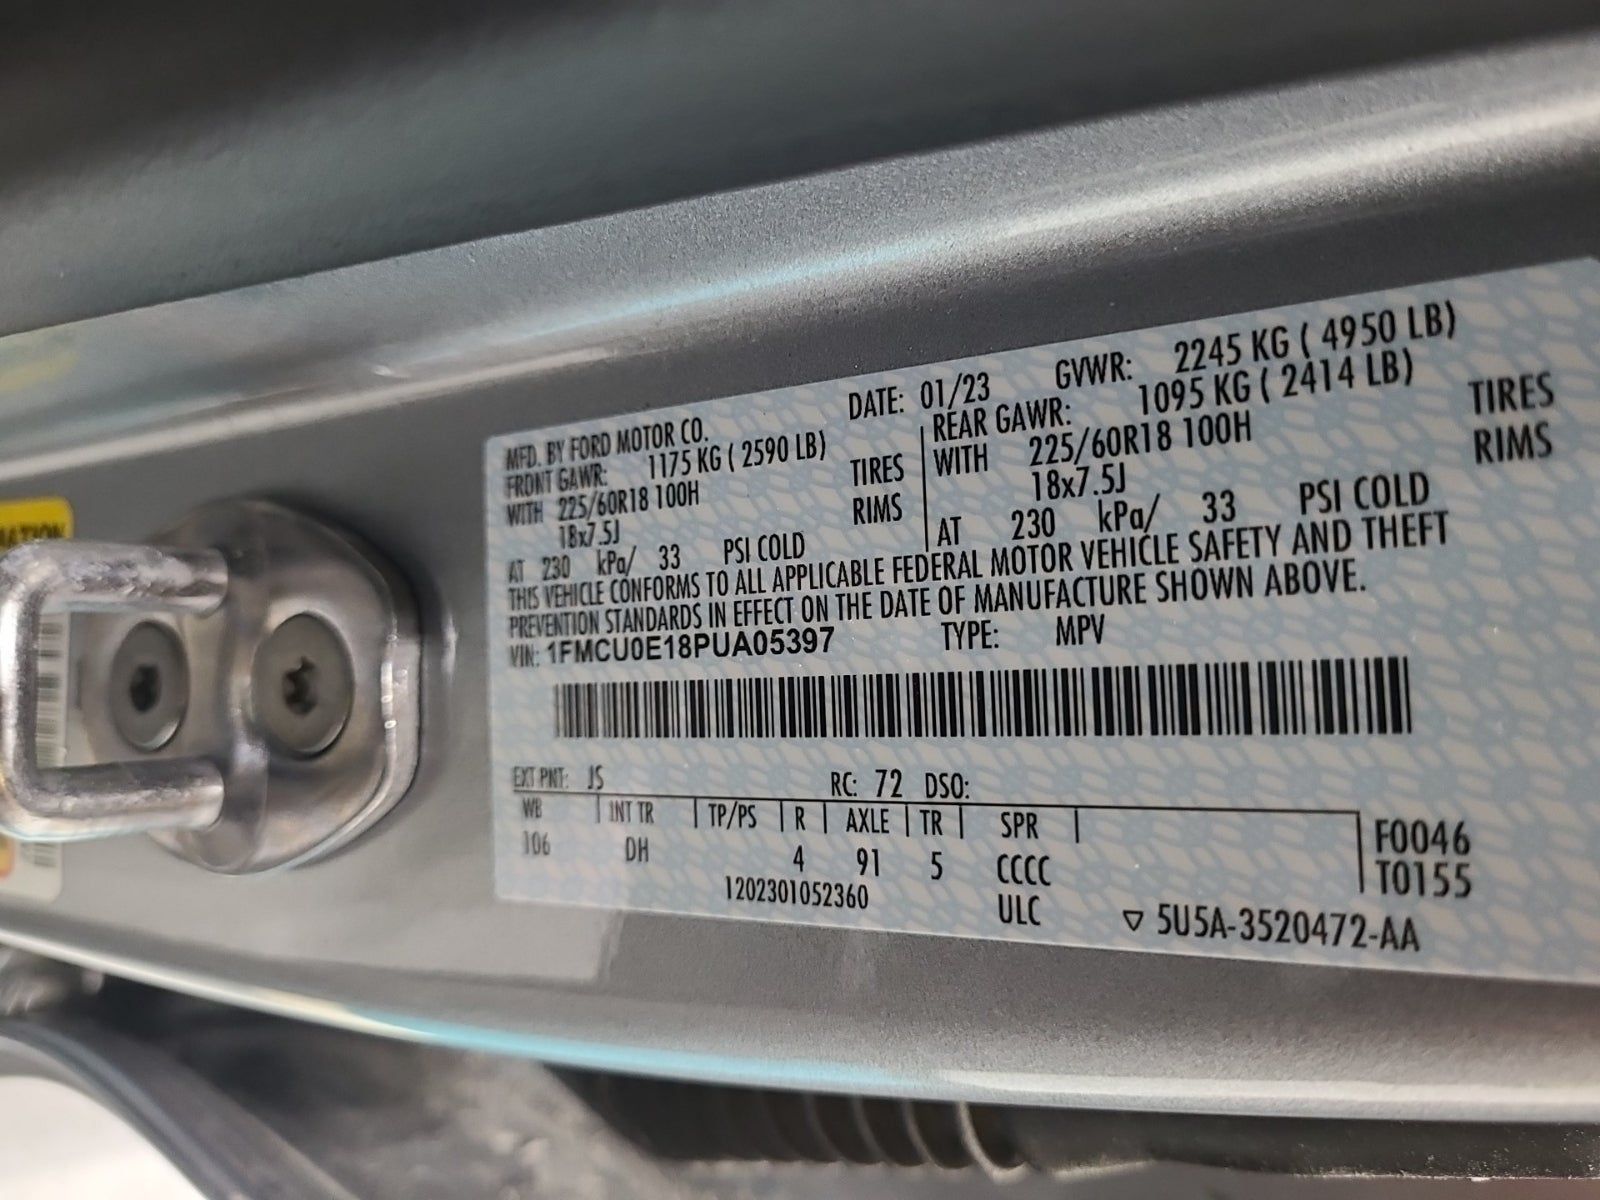 MATION
MFD. BY FORD MOTOR CO. DATE: 01/23 GVWR: 2245 KG ( 4950 LB)
FRONT GAWR: 1175 KG ( 2590 LB) REAR GAWR: 1095 KG ( 2414 LB)
WITH 225/60R18 100H TIRES WITH 225/60R18 100H TIRES
18x7.5J RIMS 18x7.5J RIMS
AT 230 kPa/ 33 PSI COLD AT 230 kPa/ 33 PSI COLD
THIS VEHICLE CONFORMS TO ALL APPLICABLE FEDERAL MOTOR VEHICLE SAFETY AND THEFT
PREVENTION STANDARDS IN EFFECT ON THE DATE OF MANUFACTURE SHOWN ABOVE.
VIN: 1FMCU0E18PUA05397 TYPE: MPV
EXT PNT: JS RC: 72 DSO:
WB INT TR TP/PS R AXLE TR SPR F0046
106 DH 4 91 5 CCCC T0155
1202301052360 ULC ▽ 5U5A-3520472-AA